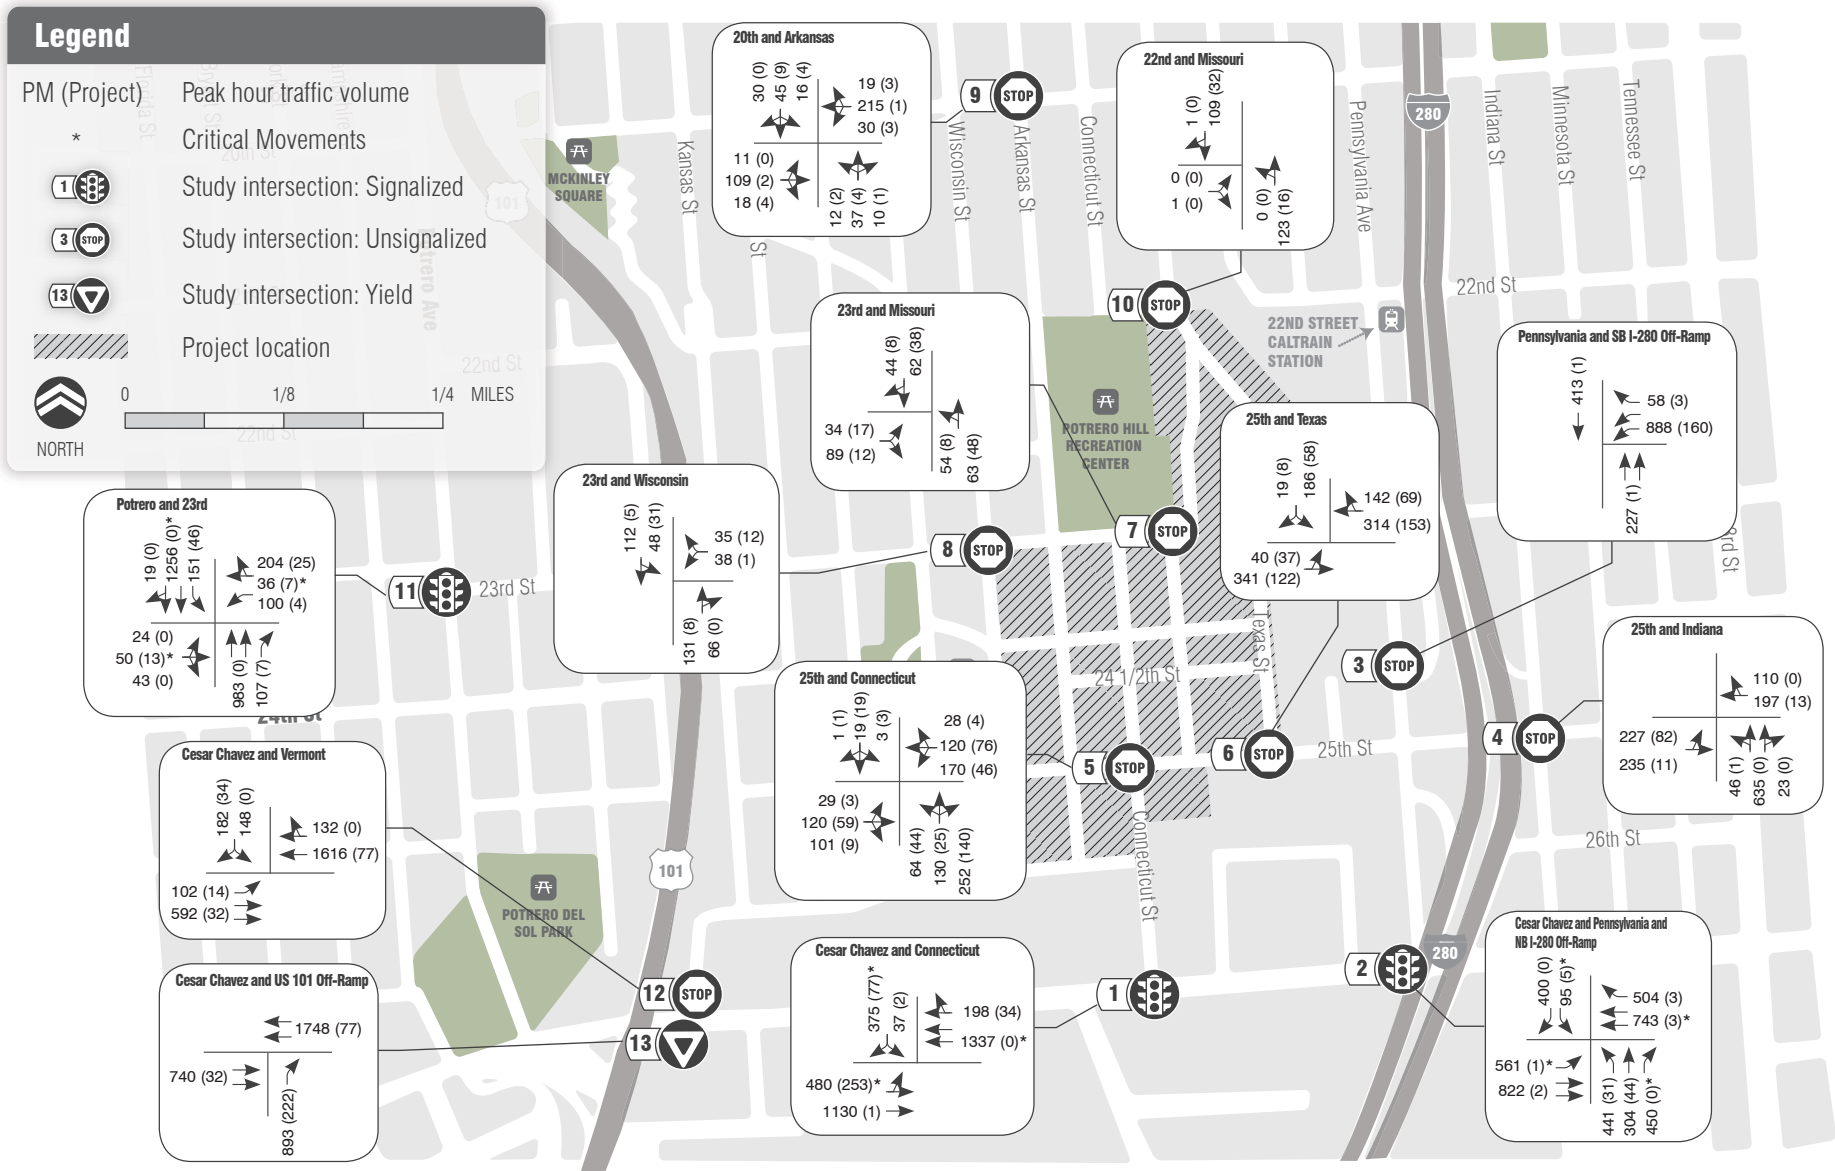 Legend
PM (Project) Peak hour traffic volume
* Critical Movements
1 Study intersection: Signalized
3 STOP Study intersection: Unsignalized
13 Study intersection: Yield
Project location
0 1/8 1/4 MILES
NORTH
22nd St
22nd St
Potrero Ave
101
MCKINLEY
SQUARE
Kansas St
St
20th and Arkansas
30 (0)
45 (9)
16 (4)
19 (3)
215 (1)
30 (3)
11 (0)
109 (2)
18 (4)
12 (2)
37 (4)
10 (1)
9 STOP
Wisconsin St
Arkansas St
Connecticut St
22nd and Missouri
1 (0)
109 (32)
0 (0)
1 (0)
0 (0)
123 (16)
Pennsylvania Ave
280
Indiana St
Minnesota St
Tennessee St
22nd St
10 STOP
22ND STREET
CALTRAIN
STATION
23rd and Missouri
44 (8)
62 (38)
34 (17)
89 (12)
54 (8)
63 (48)
POTRERO HILL
RECREATION
CENTER
7 STOP
Pennsylvania and SB I-280 Off-Ramp
413 (1)
58 (3)
888 (160)
227 (1)
25th and Texas
19 (8)
186 (58)
142 (69)
314 (153)
40 (37)
341 (122)
23rd and Wisconsin
112 (5)
48 (31)
35 (12)
38 (1)
131 (8)
66 (0)
8 STOP
Potrero and 23rd
19 (0)
1256 (0)*
151 (46)
204 (25)
36 (7)*
100 (4)
24 (0)
50 (13)*
43 (0)
983 (0)
107 (7)
11
23rd St
24th St
Texas St
24 1/2th St
3 STOP
25th and Indiana
110 (0)
197 (13)
227 (82)
235 (11)
46 (1)
635 (0)
23 (0)
4 STOP
25th and Connecticut
1 (1)
19 (19)
3 (3)
28 (4)
120 (76)
170 (46)
29 (3)
120 (59)
101 (9)
64 (44)
130 (25)
252 (140)
5 STOP
6 STOP
25th St
26th St
Connecticut St
Cesar Chavez and Vermont
182 (34)
148 (0)
132 (0)
1616 (77)
102 (14)
592 (32)
101
POTRERO DEL
SOL PARK
12 STOP
13
Cesar Chavez and US 101 Off-Ramp
1748 (77)
740 (32)
893 (222)
Cesar Chavez and Connecticut
375 (77)*
37 (2)
198 (34)
1337 (0)*
480 (253)*
1130 (1)
1
2
280
Cesar Chavez and Pennsylvania and
NB I-280 Off-Ramp
400 (0)
95 (5)*
504 (3)
743 (3)*
561 (1)*
822 (2)
441 (31)
304 (44)
450 (0)*